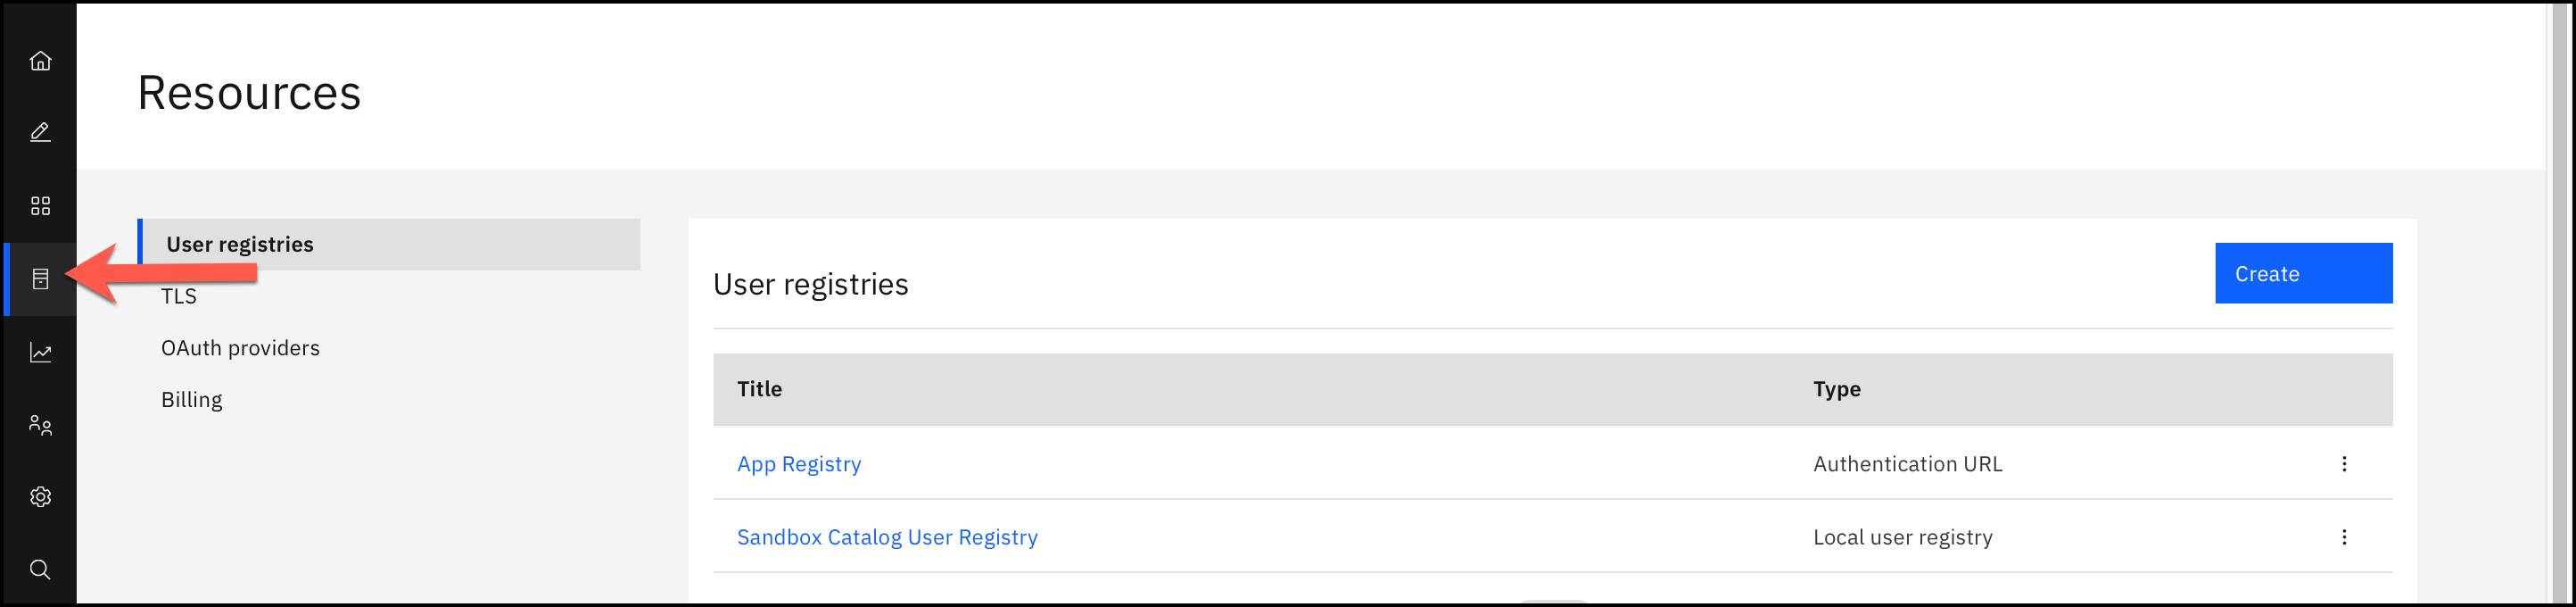 Resources
User registries
TLS
OAuth providers
Billing
User registries
Create
Title Type
App Registry Authentication URL
Sandbox Catalog User Registry Local user registry